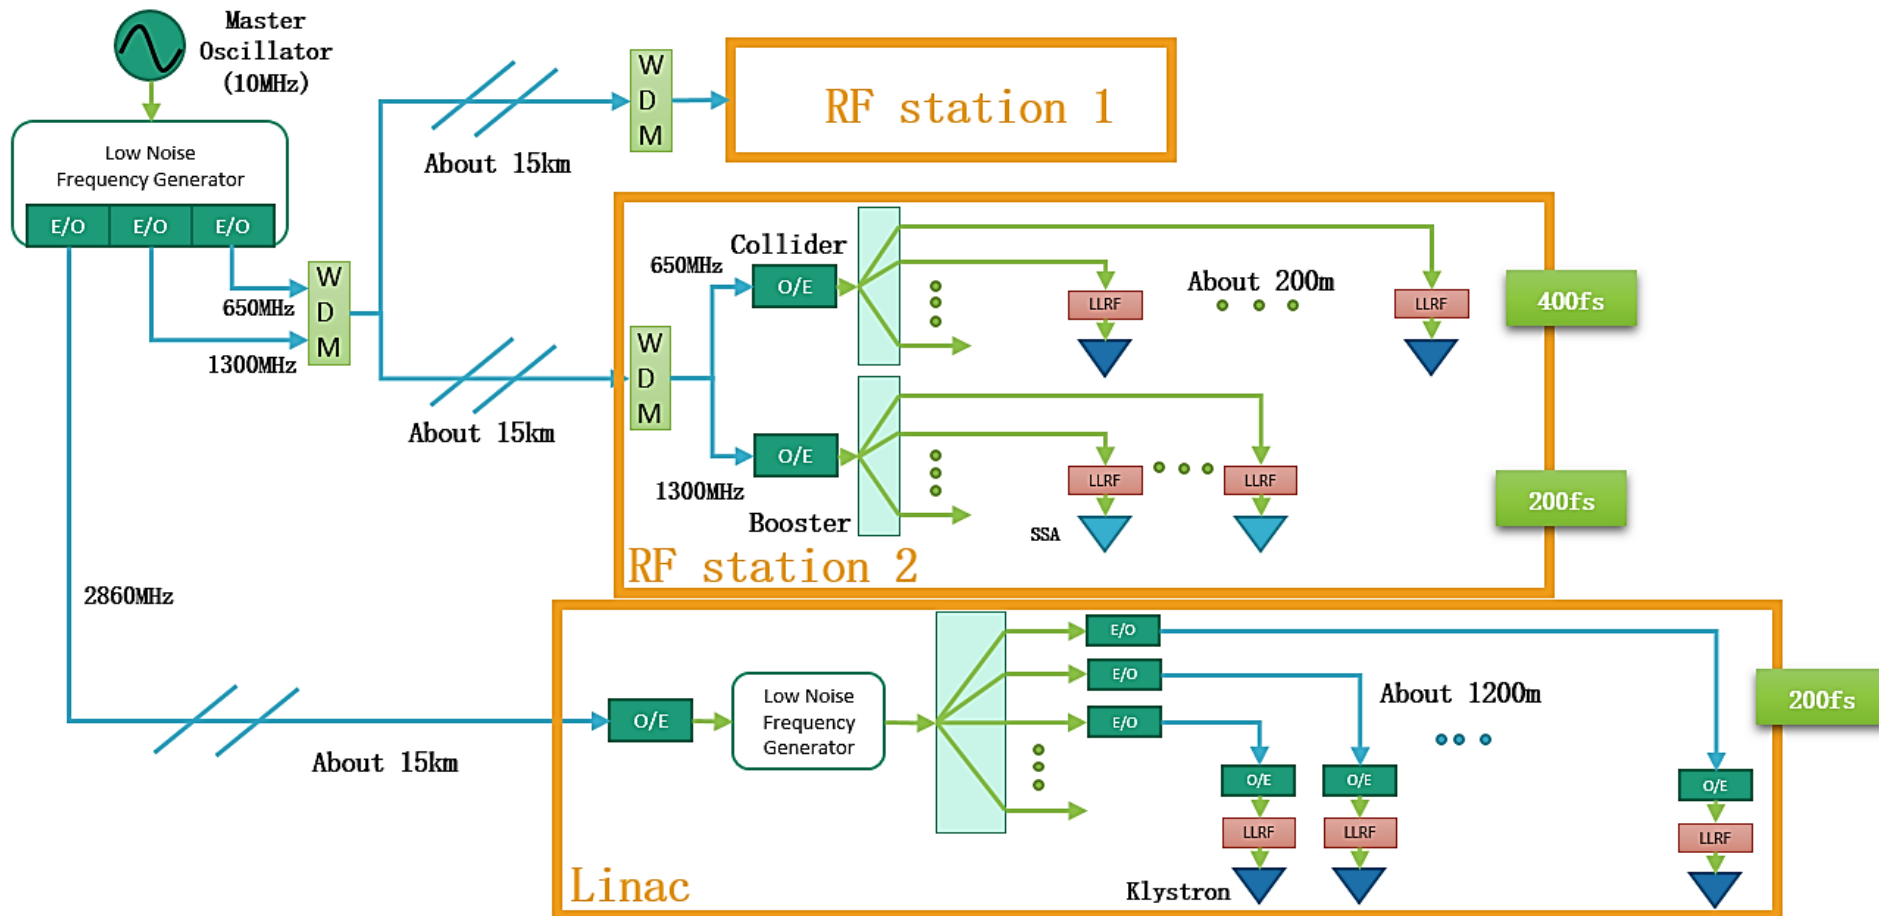 Master
Oscillator
(10MHz)
Low Noise
Frequency Generator
E/O
E/O
E/O
650MHz
1300MHz
W
D
M
About 15km
W
D
M
RF station 1
About 15km
W
D
M
650MHz
Collider
O/E
LLRF
About 200m
LLRF
400fs
1300MHz
O/E
Booster
LLRF
LLRF
SSA
200fs
RF station 2
2860MHz
About 15km
O/E
Low Noise
Frequency
Generator
E/O
E/O
E/O
About 1200m
O/E
O/E
O/E
LLRF
LLRF
LLRF
Klystron
200fs
Linac